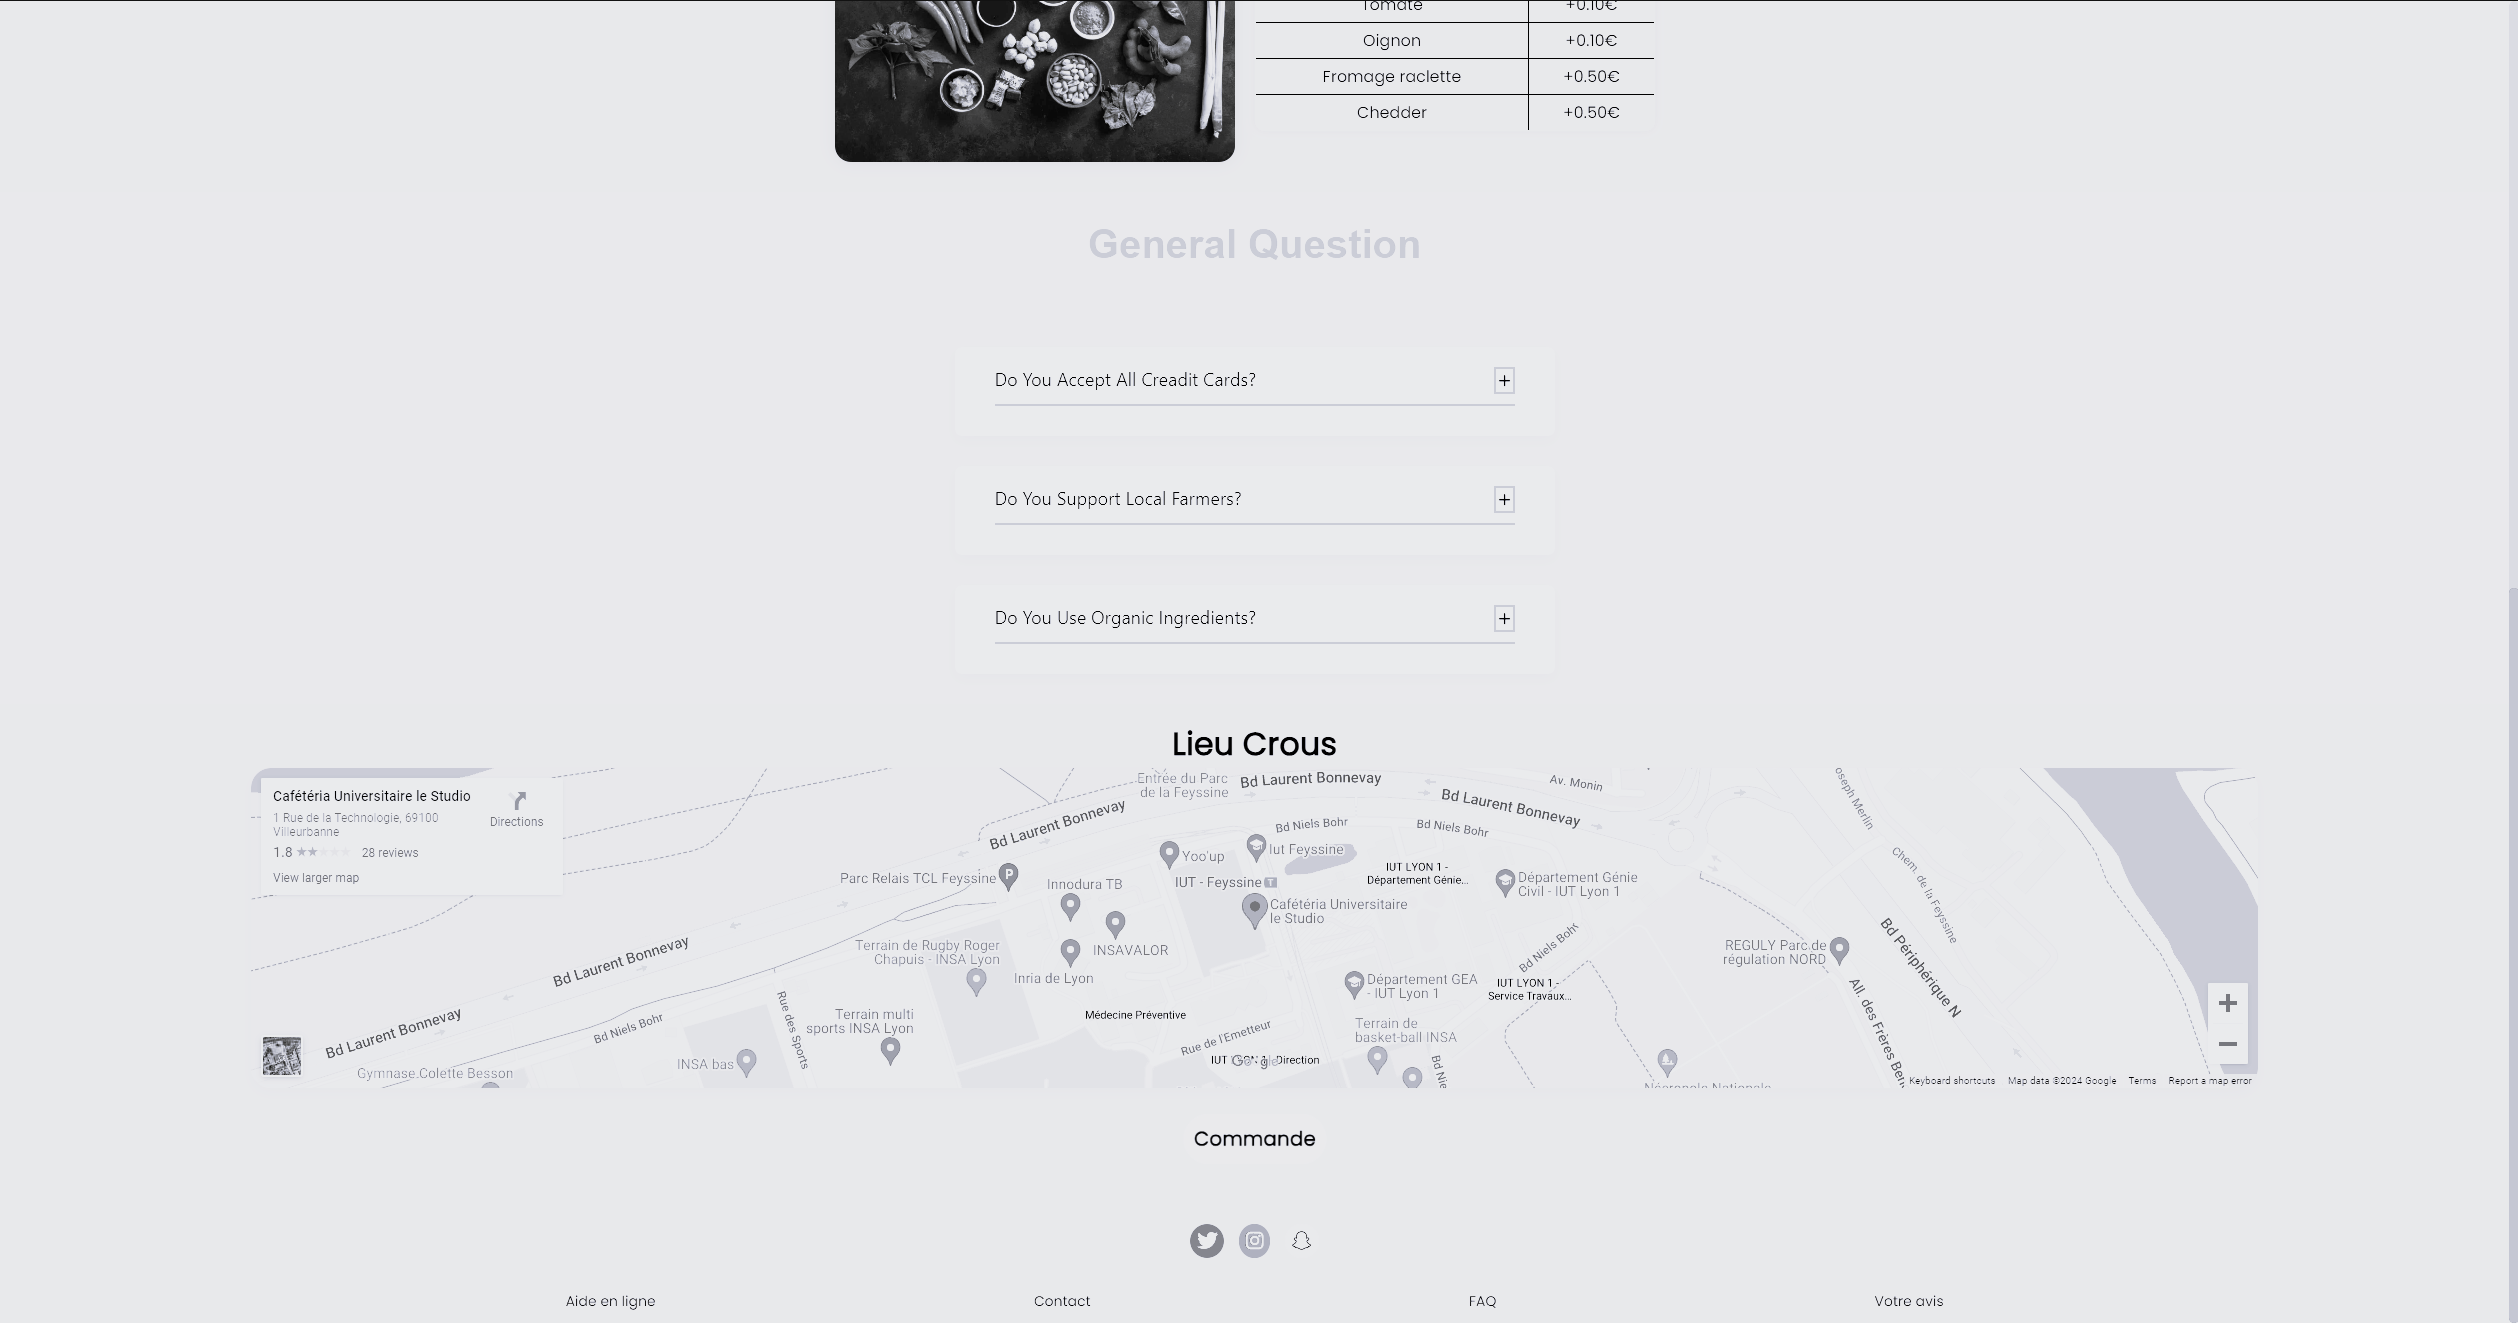 Tomate +0.10€
Oignon +0.10€
Fromage raclette +0.50€
Chedder +0.50€
General Question
Do You Accept All Creadit Cards? +
Do You Support Local Farmers? +
Do You Use Organic Ingredients? +
Lieu Crous
Cafétéria Universitaire le Studio
1 Rue de la Technologie, 69100
Villeurbanne
1.8 ★★★★★ 28 reviews
View larger map
Directions
Entrée du Parc
de la Feyssine
Bd Laurent Bonnevay
Av. Monin
Bd Laurent Bonnevay
Bd Laurent Bonnevay
Bd Niels Bohr
Bd Niels Bohr
oseph Merlin
Chem. de la Feyssine
Yoo'up
Iut Feyssine
IUT - Feyssine T
IUT LYON 1 -
Département Génie...
Département Génie
Civil - IUT Lyon 1
P
Parc Relais TCL Feyssine
Innodura TB
Cafétéria Universitaire
le Studio
INSAVALOR
Terrain de Rugby Roger
Chapuis - INSA Lyon
Inria de Lyon
Bd Niels Bohr
REGULY Parc de
régulation NORD
Bd Périphérique N
Bd Laurent Bonnevay
Département GEA
- IUT Lyon 1
IUT LYON 1 -
Service Travaux...
All. des Frères Ber
Rue des Sports
Terrain multi
sports INSA Lyon
Médecine Préventive
Terrain de
basket-ball INSA
Rue de l'Emetteur
Bd Laurent Bonnevay
Bd Niels Bohr
INSA bas
IUT LYON 1 - Direction
Google
Bd Nie
Gymnase Colette Besson
Nécropole Nationale
Keyboard shortcuts Map data ©2024 Google Terms Report a map error
Commande
Aide en ligne Contact FAQ Votre avis